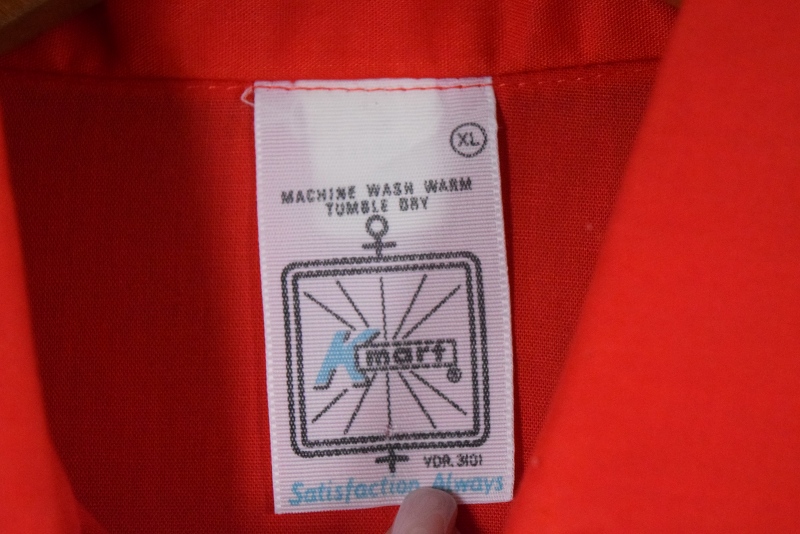 XL
MACHINE WASH WARM
TUMBLE DRY
Kmart®
VDR. 3101
Satisfaction Always